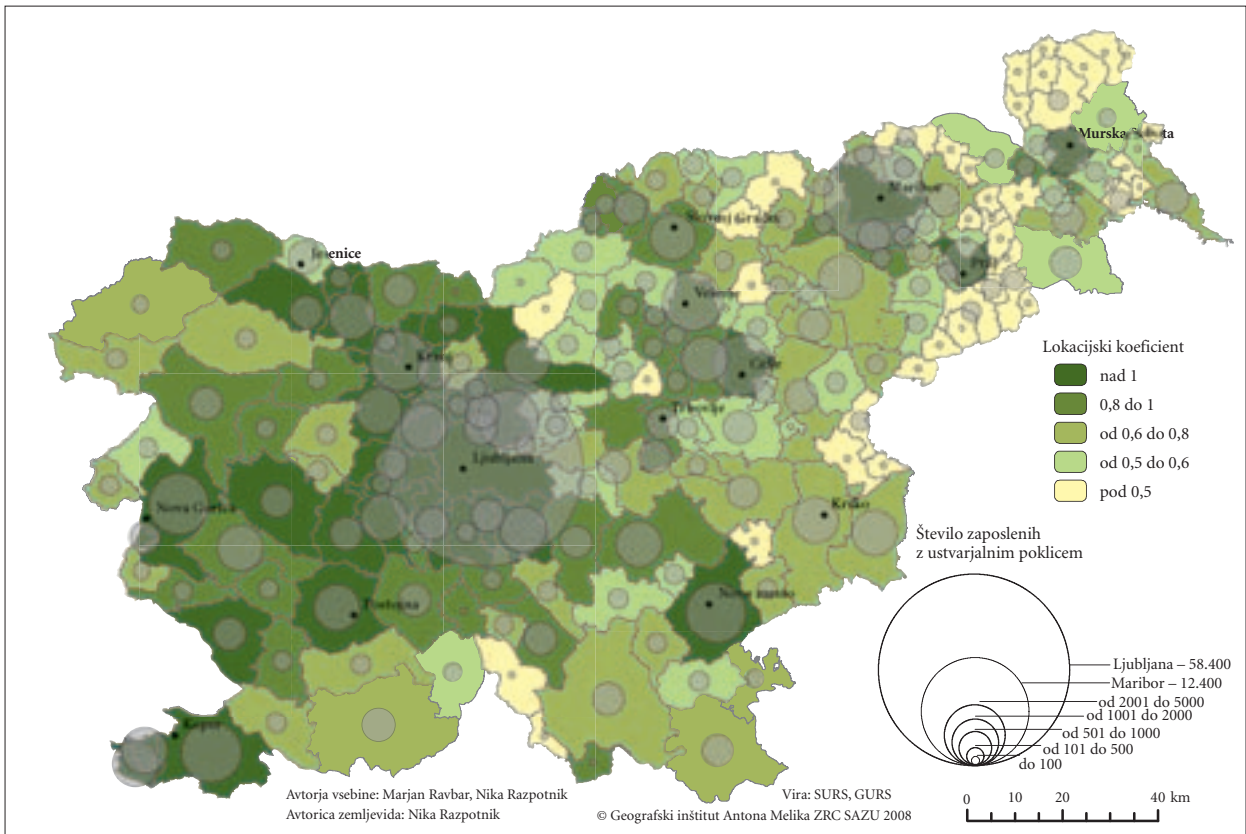 Murska Sobota
Maribor
Slovenj Gradec
Jesenice
Ptuj
Velenje
Kranj
Celje
Trbovlje
Ljubljana
Nova Gorica
Krško
Novo mesto
Postojna
Koper
Lokacijski koeficient
nad 1
0,8 do 1
od 0,6 do 0,8
od 0,5 do 0,6
pod 0,5
Število zaposlenih
z ustvarjalnim poklicem
Ljubljana – 58.400
Maribor – 12.400
od 2001 do 5000
od 1001 do 2000
od 501 do 1000
od 101 do 500
do 100
0 10 20 40 km
Avtorja vsebine: Marjan Ravbar, Nika Razpotnik
Avtorica zemljevida: Nika Razpotnik
Vira: SURS, GURS
© Geografski inštitut Antona Melika ZRC SAZU 2008